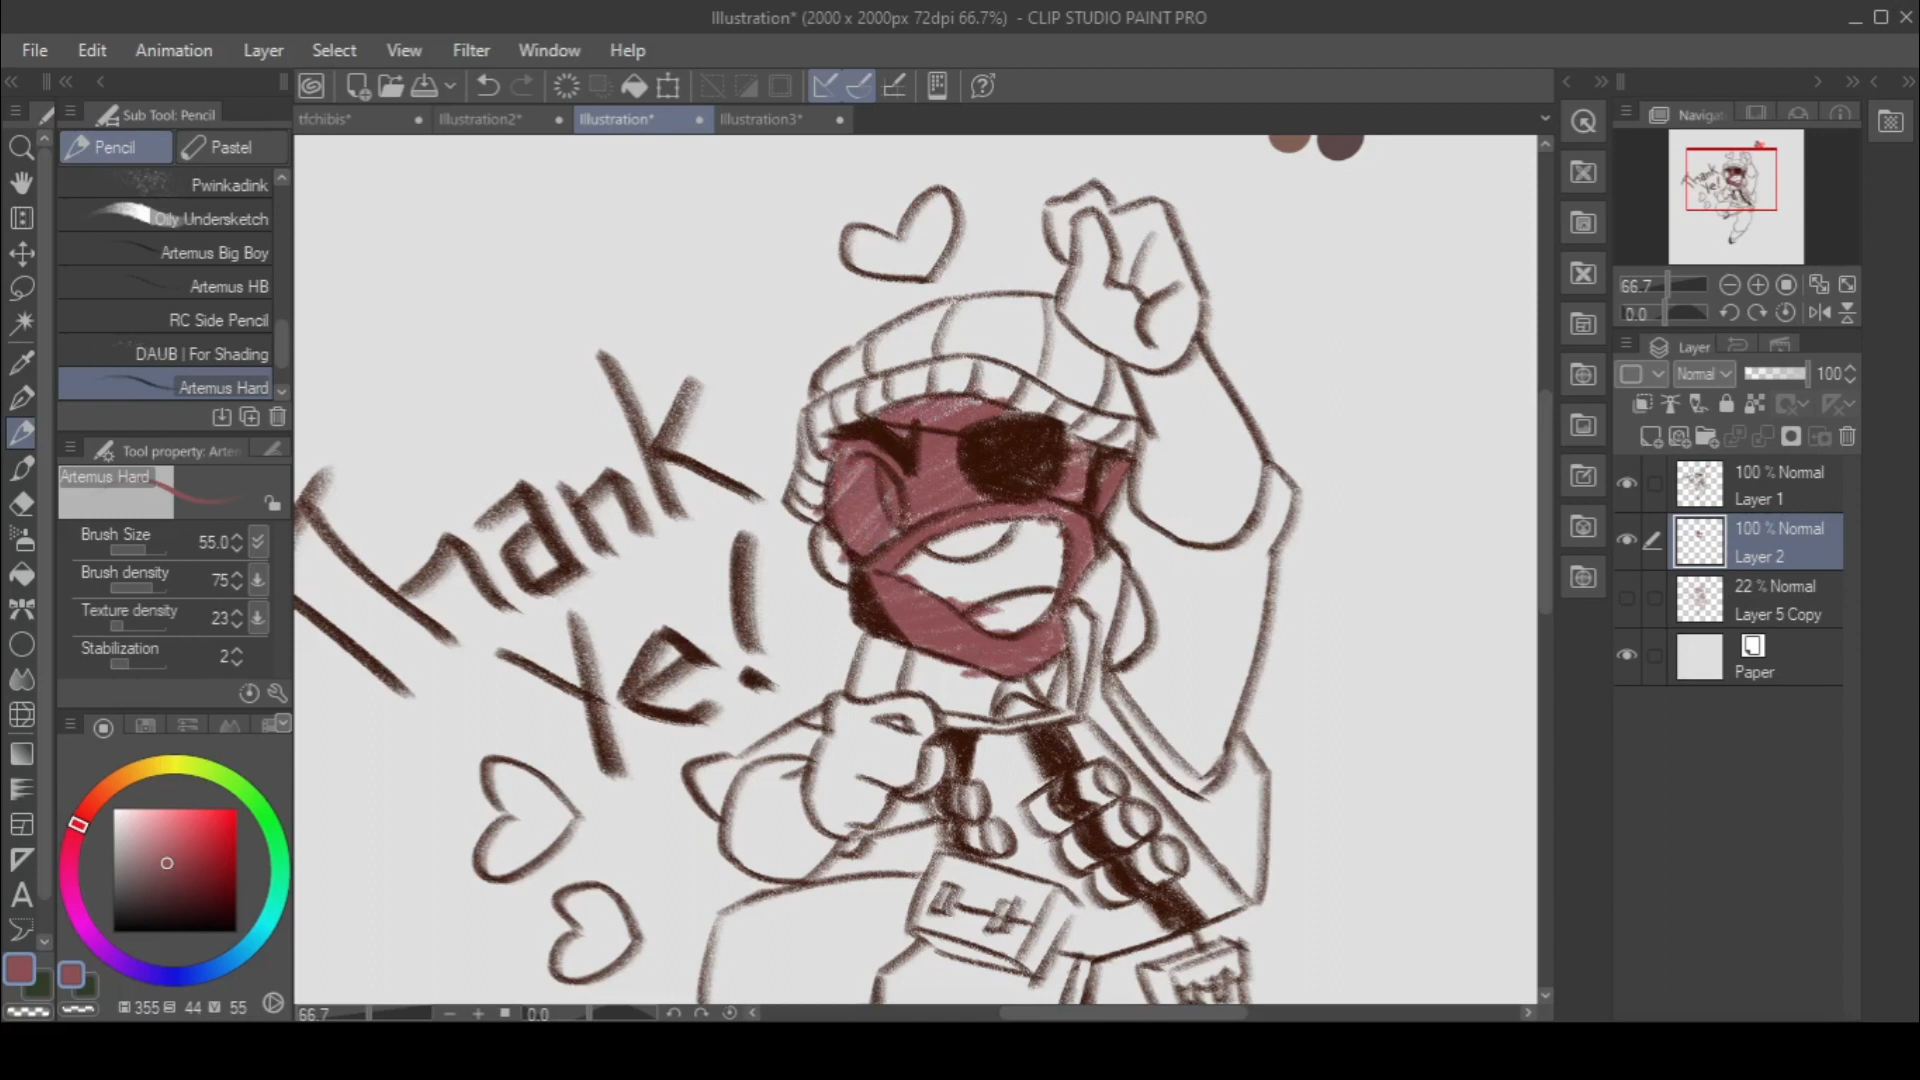 Illustration* (2000 x 2000px 72dpi 66.7%) - CLIP STUDIO PAINT PRO
File Edit Animation Layer Select View Filter Window Help
Sub Tool: Pencil
tfchibis* Illustration2* Illustration* Illustration3*
Pencil Pastel
Pwinkadink
Oily Undersketch
Artemus Big Boy
Artemus HB
RC Side Pencil
DAUB | For Shading
Artemus Hard
Tool property: Artem
Artemus Hard
Brush Size 55.0
Brush density 75
Texture density 23
Stabilization 2
H 355 S 44 V 55
Thank
Ye!
66.7 0.0
Navigat
66.7
0.0
Layer
Normal 100
100 % Normal
Layer 1
100 % Normal
Layer 2
22 % Normal
Layer 5 Copy
Paper